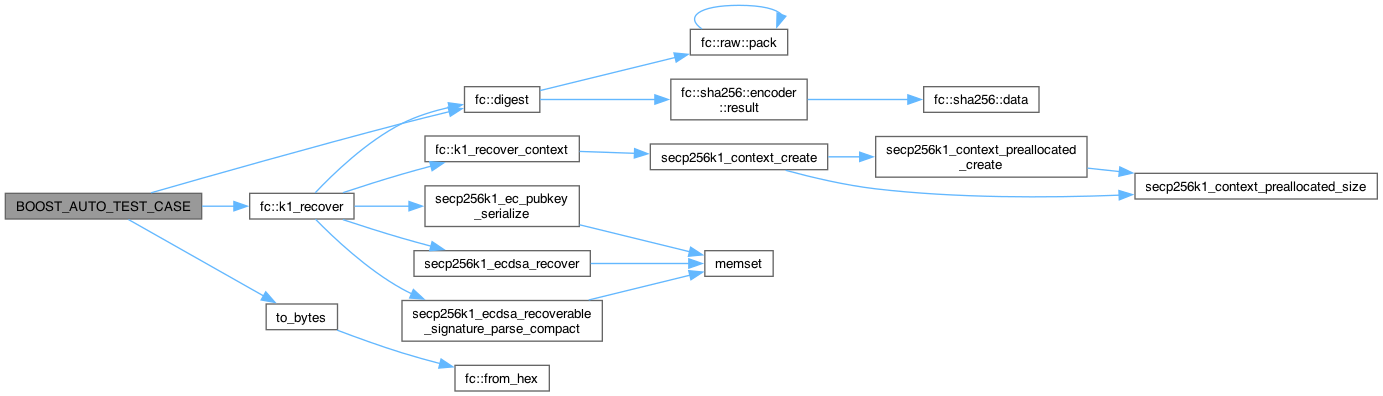 fc::raw::pack
fc::digest
fc::sha256::encoder
::result
fc::sha256::data
fc::k1_recover_context
secp256k1_context_create
secp256k1_context_preallocated
_create
secp256k1_context_preallocated_size
BOOST_AUTO_TEST_CASE
fc::k1_recover
secp256k1_ec_pubkey
_serialize
secp256k1_ecdsa_recover
memset
to_bytes
secp256k1_ecdsa_recoverable
_signature_parse_compact
fc::from_hex